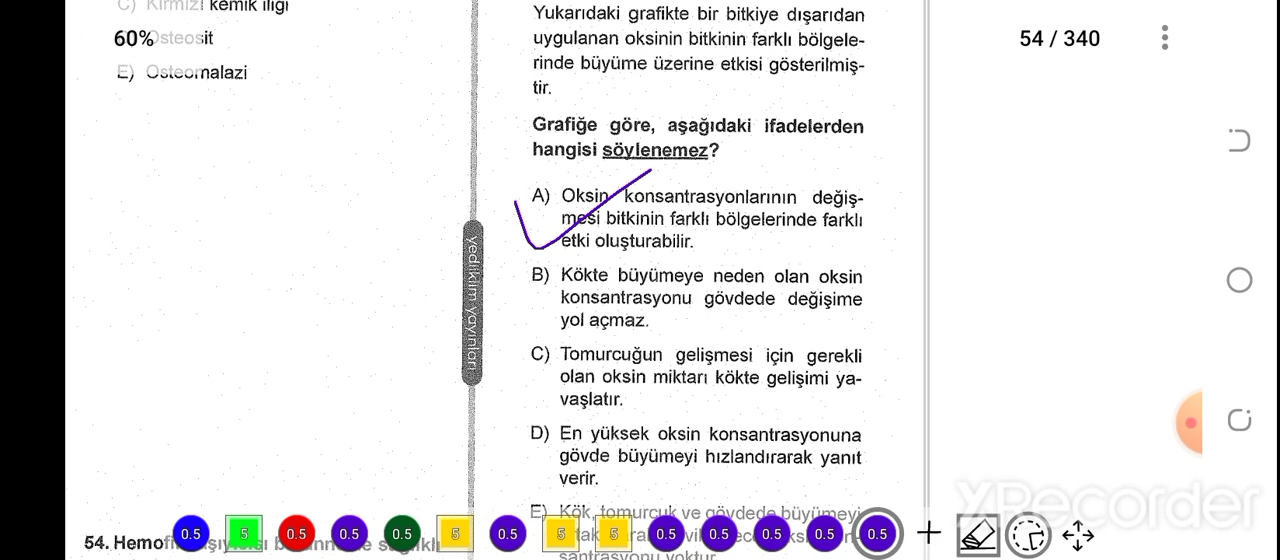 C) Kırmızı kemik iliği
60%
Osteosit
E) Osteomalazi
yediiklim yayınları
Yukarıdaki grafikte bir bitkiye dışarıdan
uygulanan oksinin bitkinin farklı bölgele-
rinde büyüme üzerine etkisi gösterilmiş-
tir.
Grafiğe göre, aşağıdaki ifadelerden
hangisi söylenemez?
A) Oksin konsantrasyonlarının değiş-
mesi bitkinin farklı bölgelerinde farklı
etki oluşturabilir.
B) Kökte büyümeye neden olan oksin
konsantrasyonu gövdede değişime
yol açmaz.
C) Tomurcuğun gelişmesi için gerekli
olan oksin miktarı kökte gelişimi ya-
vaşlatır.
D) En yüksek oksin konsantrasyonuna
gövde büyümeyi hızlandırarak yanıt
verir.
E) Kök, tomurcuk ve gövdede büyümeyi
santrasyonu yoktur.
54. Hemofili
54 / 340
0.5 5 0.5 0.5 0.5 5 0.5 5 5 0.5 0.5 0.5 0.5 0.5
XRecorder